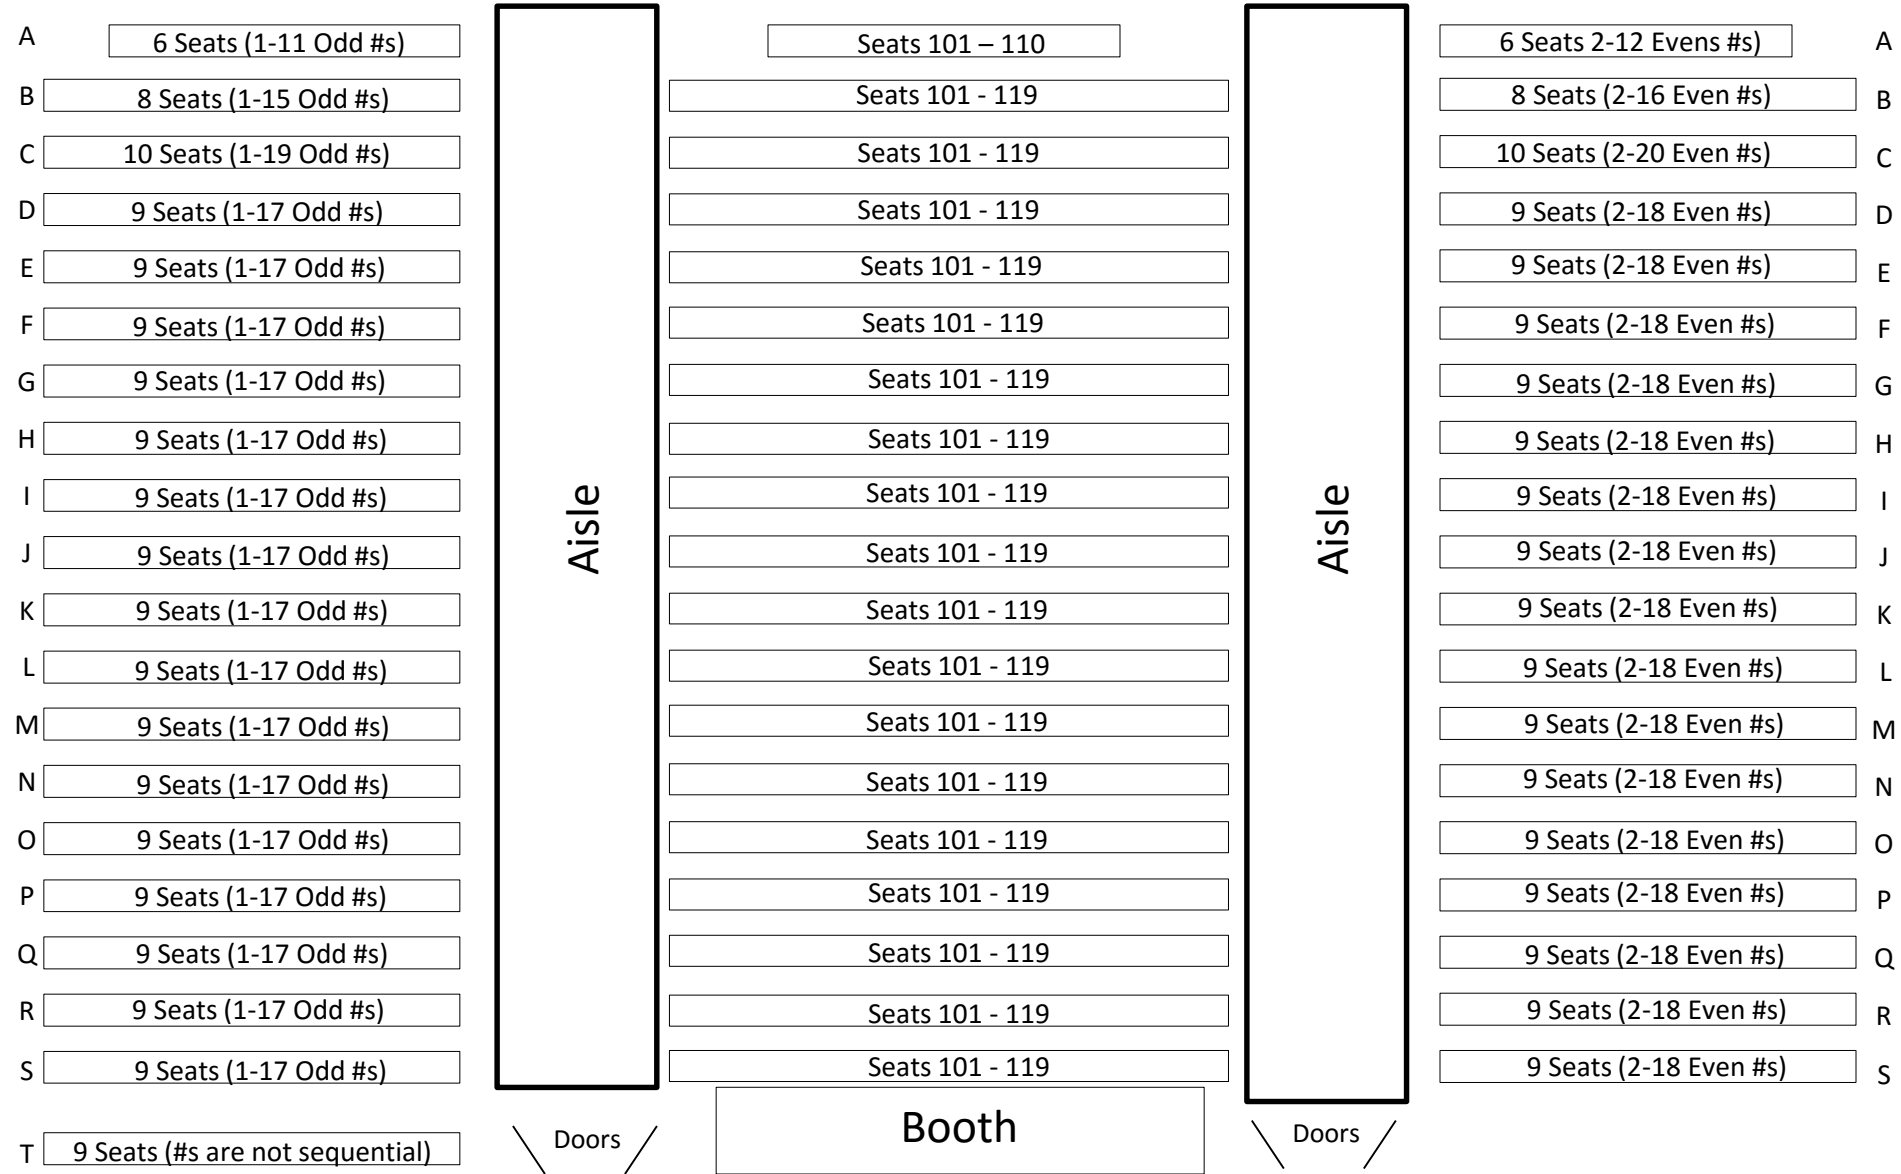 A 6 Seats (1-11 Odd #s) Seats 101 – 110 6 Seats 2-12 Evens #s) A
B 8 Seats (1-15 Odd #s) Seats 101 - 119 8 Seats (2-16 Even #s) B
C 10 Seats (1-19 Odd #s) Seats 101 - 119 10 Seats (2-20 Even #s) C
D 9 Seats (1-17 Odd #s) Seats 101 - 119 9 Seats (2-18 Even #s) D
E 9 Seats (1-17 Odd #s) Seats 101 - 119 9 Seats (2-18 Even #s) E
F 9 Seats (1-17 Odd #s) Seats 101 - 119 9 Seats (2-18 Even #s) F
G 9 Seats (1-17 Odd #s) Seats 101 - 119 9 Seats (2-18 Even #s) G
H 9 Seats (1-17 Odd #s) Seats 101 - 119 9 Seats (2-18 Even #s) H
I 9 Seats (1-17 Odd #s) Seats 101 - 119 9 Seats (2-18 Even #s) I
Aisle Aisle
J 9 Seats (1-17 Odd #s) Seats 101 - 119 9 Seats (2-18 Even #s) J
K 9 Seats (1-17 Odd #s) Seats 101 - 119 9 Seats (2-18 Even #s) K
L 9 Seats (1-17 Odd #s) Seats 101 - 119 9 Seats (2-18 Even #s) L
M 9 Seats (1-17 Odd #s) Seats 101 - 119 9 Seats (2-18 Even #s) M
N 9 Seats (1-17 Odd #s) Seats 101 - 119 9 Seats (2-18 Even #s) N
O 9 Seats (1-17 Odd #s) Seats 101 - 119 9 Seats (2-18 Even #s) O
P 9 Seats (1-17 Odd #s) Seats 101 - 119 9 Seats (2-18 Even #s) P
Q 9 Seats (1-17 Odd #s) Seats 101 - 119 9 Seats (2-18 Even #s) Q
R 9 Seats (1-17 Odd #s) Seats 101 - 119 9 Seats (2-18 Even #s) R
S 9 Seats (1-17 Odd #s) Seats 101 - 119 9 Seats (2-18 Even #s) S
Doors Booth Doors
T 9 Seats (#s are not sequential)